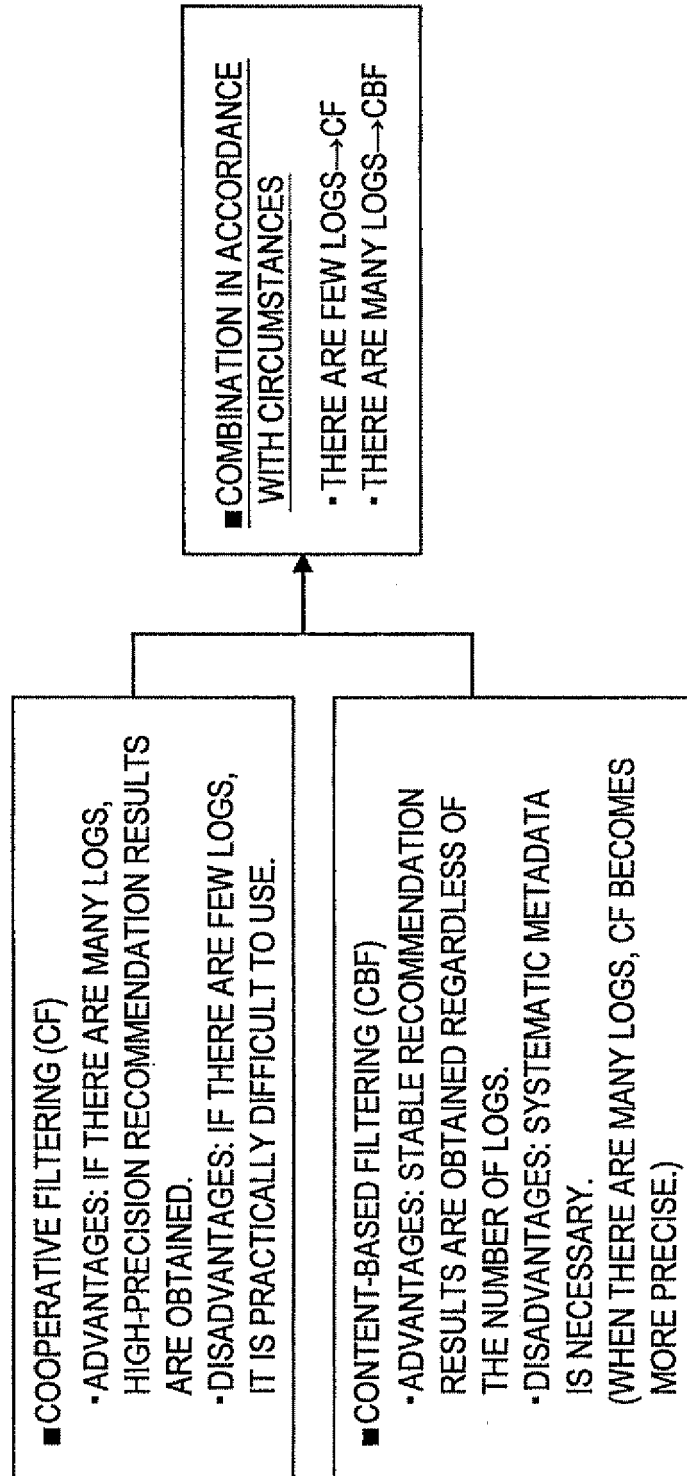 ■COOPERATIVE FILTERING (CF)
・ADVANTAGES: IF THERE ARE MANY LOGS,
HIGH-PRECISION RECOMMENDATION RESULTS
ARE OBTAINED.
・DISADVANTAGES: IF THERE ARE FEW LOGS,
IT IS PRACTICALLY DIFFICULT TO USE.
■CONTENT-BASED FILTERING (CBF)
・ADVANTAGES: STABLE RECOMMENDATION
RESULTS ARE OBTAINED REGARDLESS OF
THE NUMBER OF LOGS.
・DISADVANTAGES: SYSTEMATIC METADATA
IS NECESSARY.
(WHEN THERE ARE MANY LOGS, CF BECOMES
MORE PRECISE.)
■COMBINATION IN ACCORDANCE
WITH CIRCUMSTANCES
・THERE ARE FEW LOGS→CF
・THERE ARE MANY LOGS→CBF